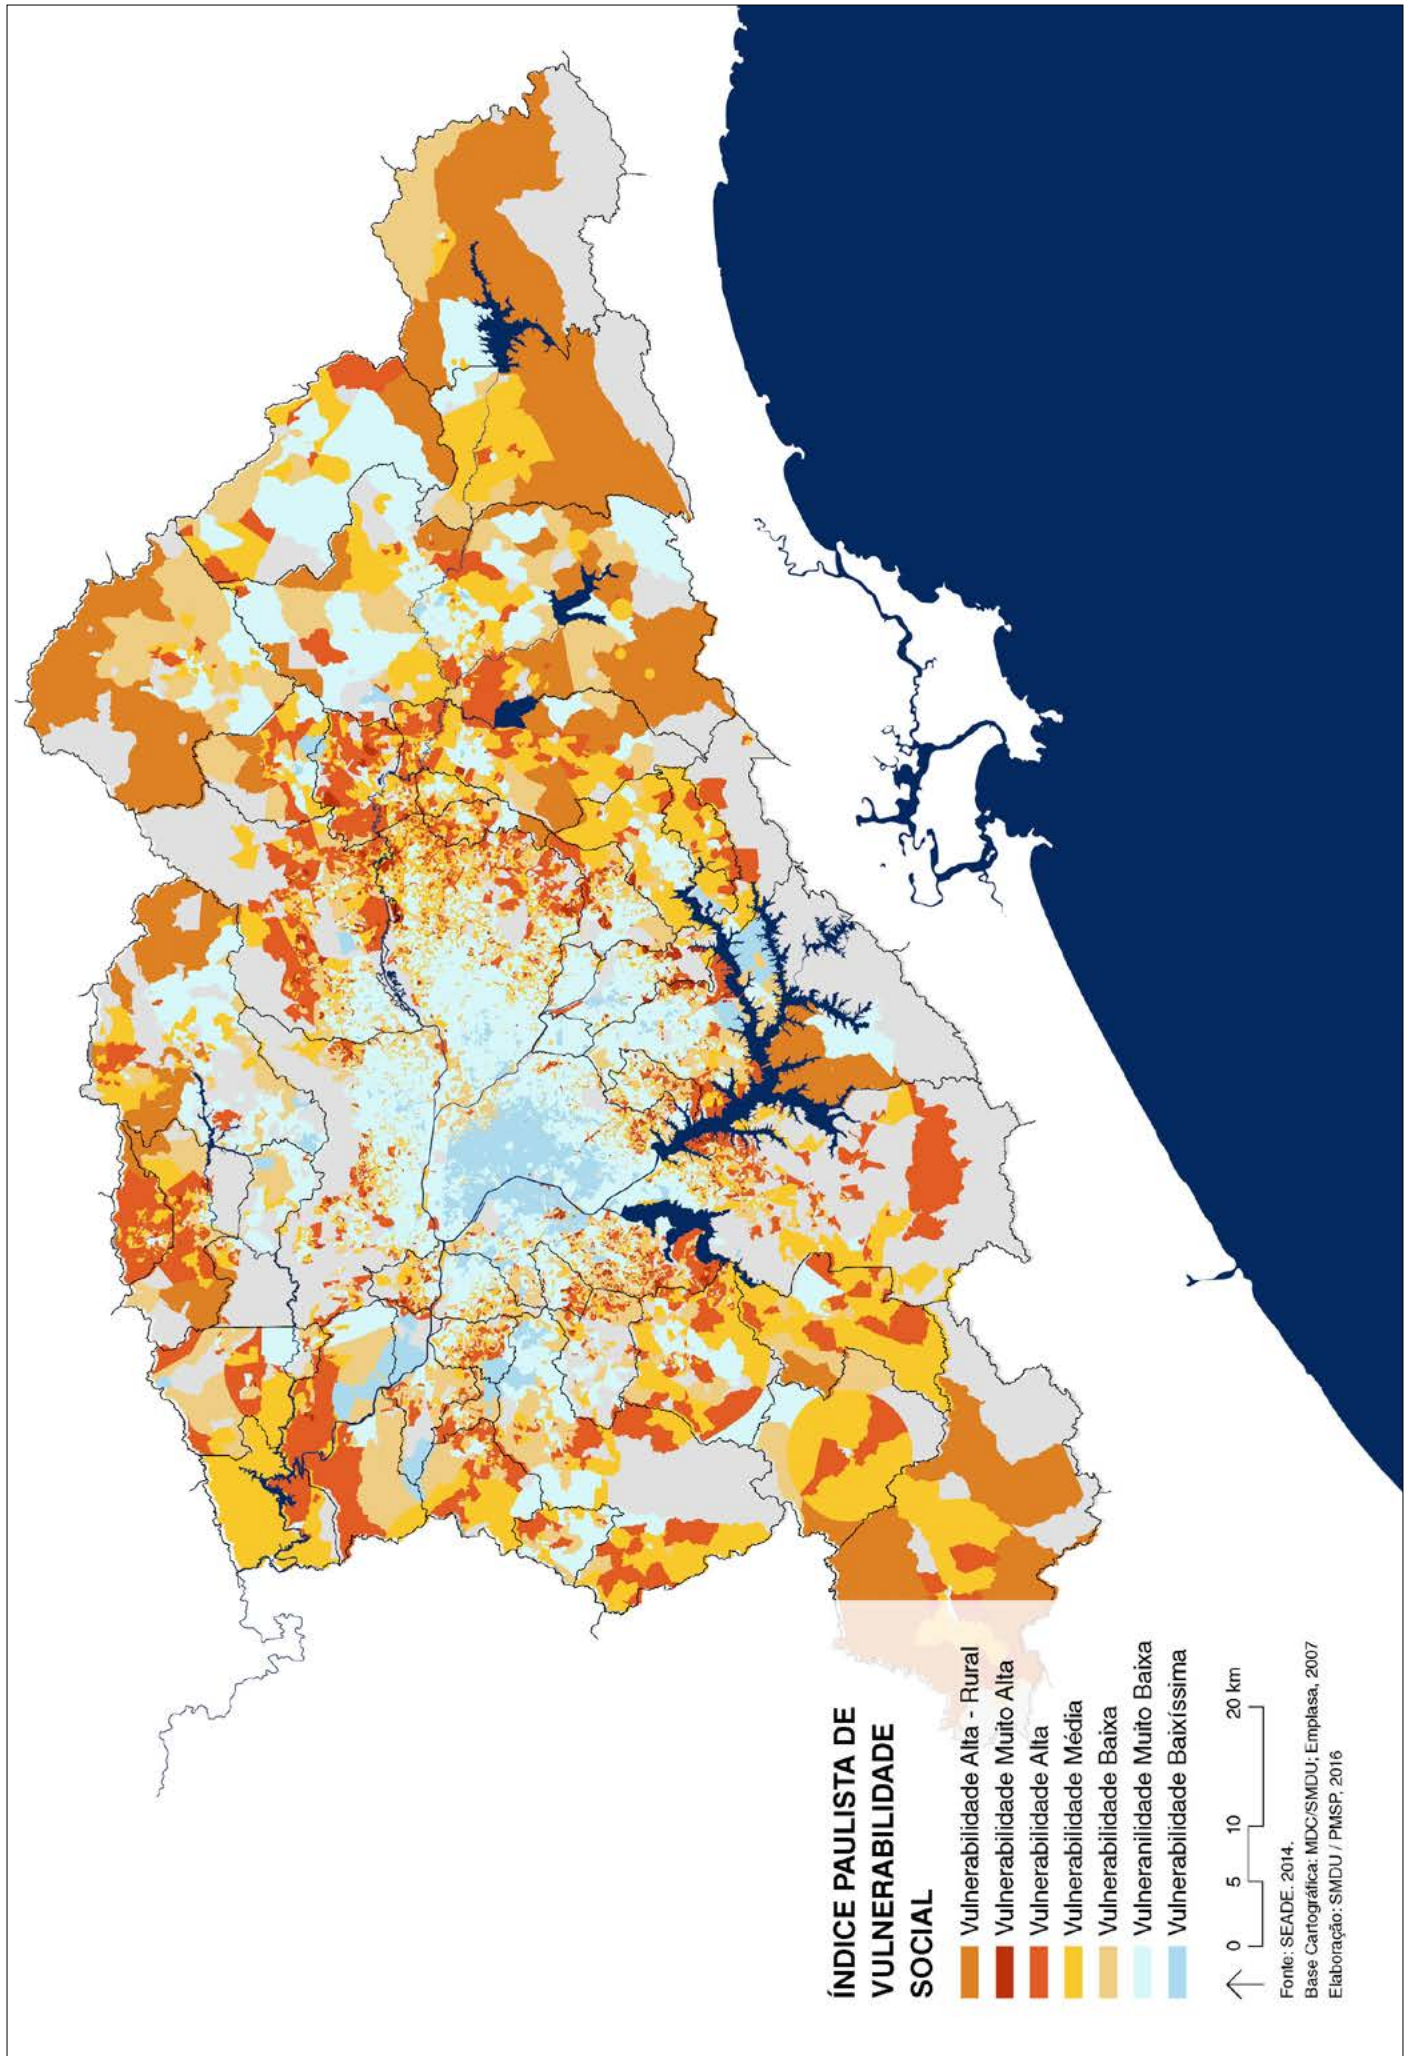 ÍNDICE PAULISTA DE
VULNERABILIDADE
SOCIAL
Vulnerabilidade Alta - Rural
Vulnerabilidade Muito Alta
Vulnerabilidade Alta
Vulnerabilidade Média
Vulnerabilidade Baixa
Vulneranilidade Muito Baixa
Vulnerabilidade Baixíssima
0 5 10 20 km
Fonte: SEADE. 2014.
Base Cartográfica: MDC/SMDU; Emplasa, 2007
Elaboração: SMDU / PMSP, 2016